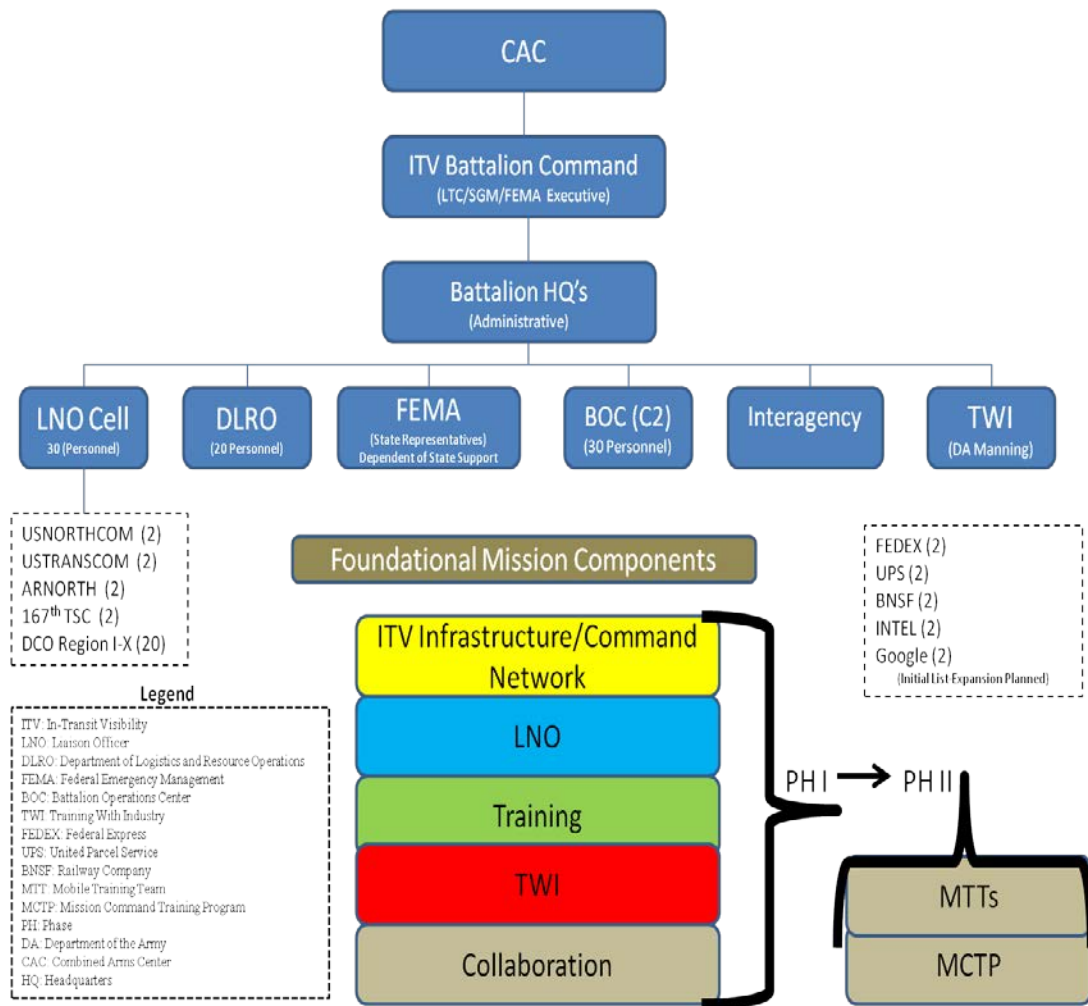 CAC
ITV Battalion Command
(LTC/SGM/FEMA Executive)
Battalion HQ's
(Administrative)
LNO Cell
30 (Personnel)
DLRO
(20 Personnel)
FEMA
(State Representatives)
Dependent of State Support
BOC (C2)
(30 Personnel)
Interagency
TWI
(DA Manning)
USNORTHCOM (2)
USTRANSCOM (2)
ARNORTH (2)
167th TSC (2)
DCO Region I-X (20)
Foundational Mission Components
FEDEX (2)
UPS (2)
BNSF (2)
INTEL (2)
Google (2)
(Initial List-Expansion Planned)
ITV Infrastructure/Command
Network
LNO
Training
TWI
Collaboration
PH I
PH II
MTTs
MCTP
Legend
ITV: In-Transit Visibility
LNO: Liaison Officer
DLRO: Department of Logistics and Resource Operations
FEMA: Federal Emergency Management
BOC: Battalion Operations Center
TWI: Training With Industry
FEDEX: Federal Express
UPS: United Parcel Service
BNSF: Railway Company
MTT: Mobile Training Team
MCTP: Mission Command Training Program
PH: Phase
DA: Department of the Army
CAC: Combined Arms Center
HQ: Headquarters